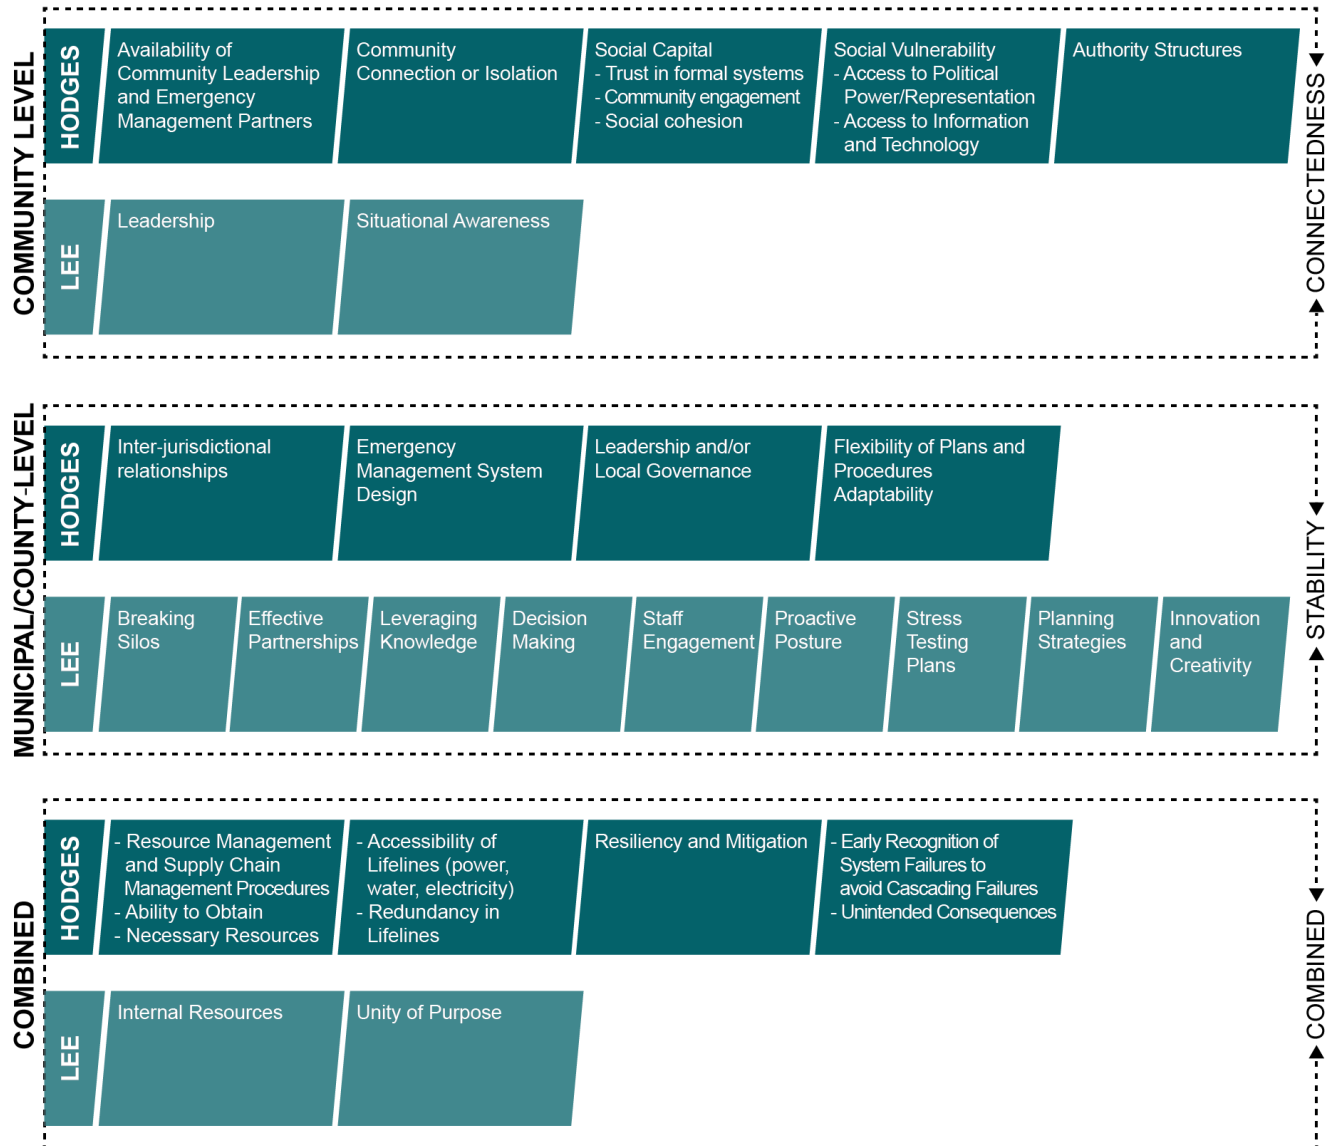 COMMUNITY LEVEL
HODGES
Availability of
Community Leadership
and Emergency
Management Partners
Community
Connection or Isolation
Social Capital
- Trust in formal systems
- Community engagement
- Social cohesion
Social Vulnerability
- Access to Political
Power/Representation
- Access to Information
and Technology
Authority Structures
LEE
Leadership
Situational Awareness
CONNECTEDNESS
MUNICIPAL/COUNTY-LEVEL
HODGES
Inter-jurisdictional
relationships
Emergency
Management System
Design
Leadership and/or
Local Governance
Flexibility of Plans and
Procedures
Adaptability
LEE
Breaking
Silos
Effective
Partnerships
Leveraging
Knowledge
Decision
Making
Staff
Engagement
Proactive
Posture
Stress
Testing
Plans
Planning
Strategies
Innovation
and
Creativity
STABILITY
COMBINED
HODGES
- Resource Management
and Supply Chain
Management Procedures
- Ability to Obtain
- Necessary Resources
- Accessibility of
Lifelines (power,
water, electricity)
- Redundancy in
Lifelines
Resiliency and Mitigation
- Early Recognition of
System Failures to
avoid Cascading Failures
- Unintended Consequences
LEE
Internal Resources
Unity of Purpose
COMBINED